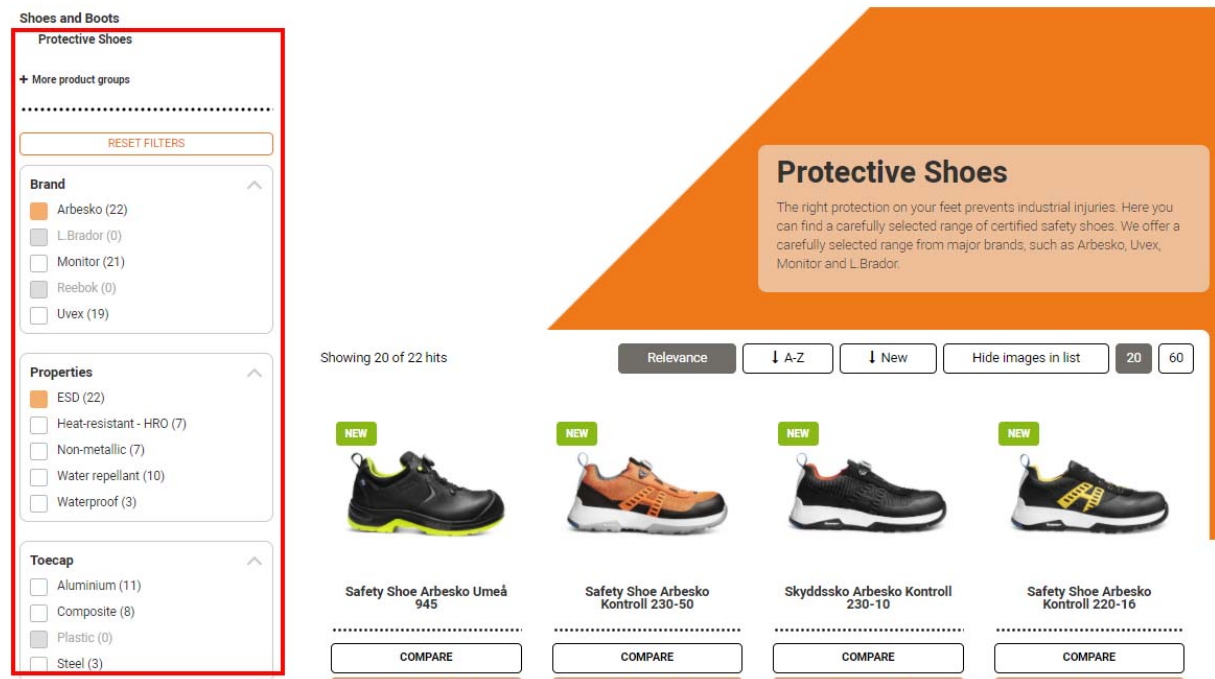 Shoes and Boots
Protective Shoes
+ More product groups
RESET FILTERS
Brand
Arbesko (22)
L.Brador (0)
Monitor (21)
Reebok (0)
Uvex (19)
Properties
ESD (22)
Heat-resistant - HRO (7)
Non-metallic (7)
Water repellant (10)
Waterproof (3)
Toecap
Aluminium (11)
Composite (8)
Plastic (0)
Steel (3)
Protective Shoes
The right protection on your feet prevents industrial injuries. Here you
can find a carefully selected range of certified safety shoes. We offer a
carefully selected range from major brands, such as Arbesko, Uvex,
Monitor and L.Brador.
Showing 20 of 22 hits
Relevance
A-Z
New
Hide images in list
20
60
NEW
NEW
NEW
NEW
Safety Shoe Arbesko Umeå
945
Safety Shoe Arbesko
Kontroll 230-50
Skyddssko Arbesko Kontroll
230-10
Safety Shoe Arbesko
Kontroll 220-16
COMPARE
COMPARE
COMPARE
COMPARE